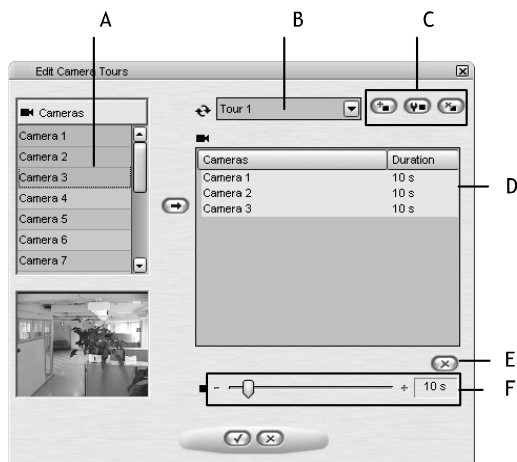 A B C
Edit Camera Tours
Cameras
Tour 1
Camera 1
Camera 2
Camera 3
Camera 4
Camera 5
Camera 6
Camera 7
Cameras Duration
Camera 1 10 s
Camera 2 10 s
Camera 3 10 s
D
E
- + 10 s
F